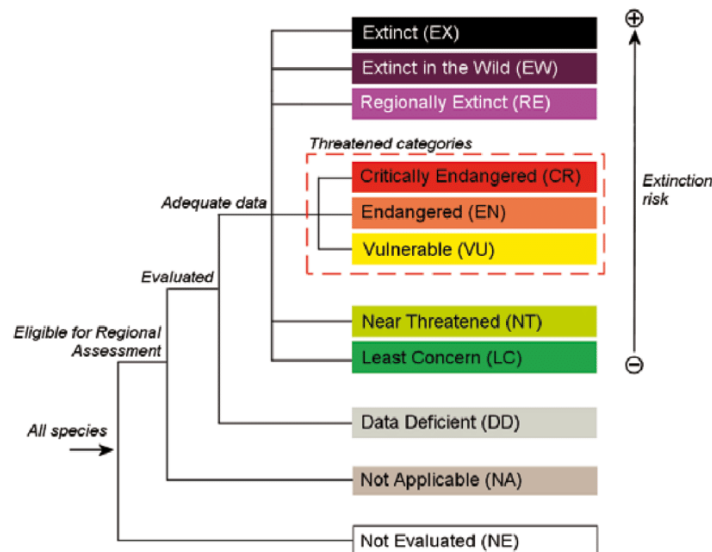 Extinct (EX)
Extinct in the Wild (EW)
Regionally Extinct (RE)
Threatened categories
Critically Endangered (CR)
Extinction
risk
Adequate data
Endangered (EN)
Vulnerable (VU)
Evaluated
Near Threatened (NT)
Eligible for Regional
Assessment
Least Concern (LC)
All species
Data Deficient (DD)
Not Applicable (NA)
Not Evaluated (NE)